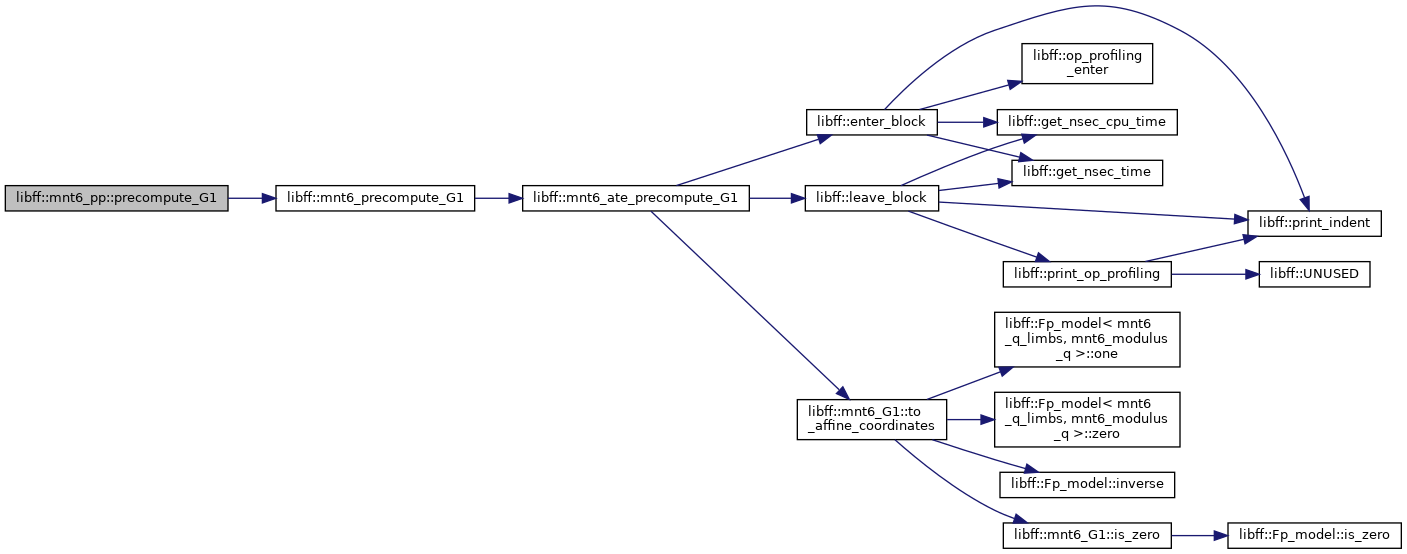 libff::mnt6_pp::precompute_G1
libff::mnt6_precompute_G1
libff::mnt6_ate_precompute_G1
libff::enter_block
libff::op_profiling
_enter
libff::get_nsec_cpu_time
libff::get_nsec_time
libff::leave_block
libff::print_indent
libff::print_op_profiling
libff::UNUSED
libff::mnt6_G1::to
_affine_coordinates
libff::Fp_model< mnt6
_q_limbs, mnt6_modulus
_q >::one
libff::Fp_model< mnt6
_q_limbs, mnt6_modulus
_q >::zero
libff::Fp_model::inverse
libff::mnt6_G1::is_zero
libff::Fp_model::is_zero